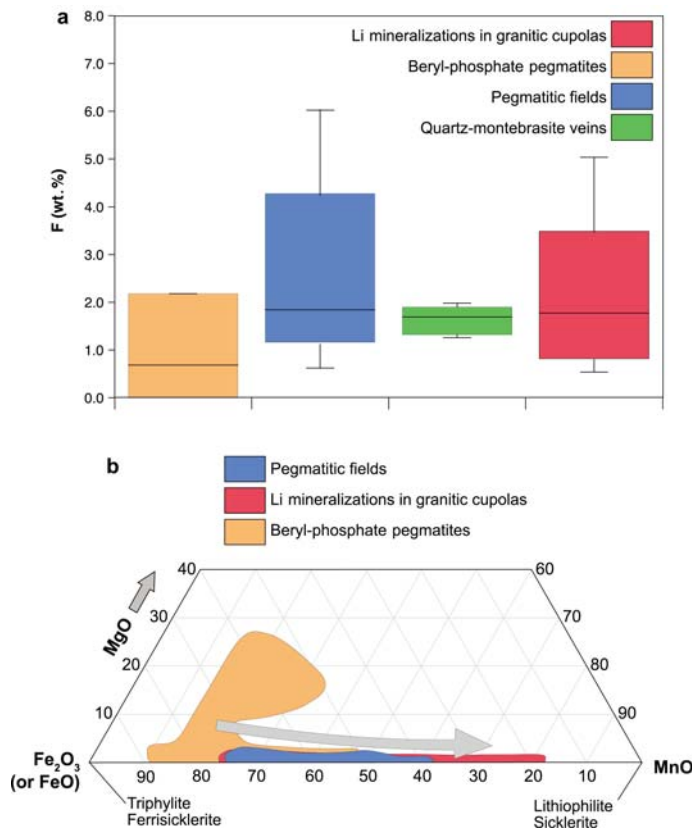 a
8.0
7.0
6.0
5.0
4.0
3.0
2.0
1.0
0.0
F (wt. %)
Li mineralizations in granitic cupolas
Beryl-phosphate pegmatites
Pegmatitic fields
Quartz-montebrasite veins
b
Pegmatitic fields
Li mineralizations in granitic cupolas
Beryl-phosphate pegmatites
40 60
MgO
30 70
20 80
10 90
Fe₂O₃ MnO
(or FeO)
90 80 70 60 50 40 30 20 10
Triphylite Lithiophilite
Ferrisicklerite Sicklerite